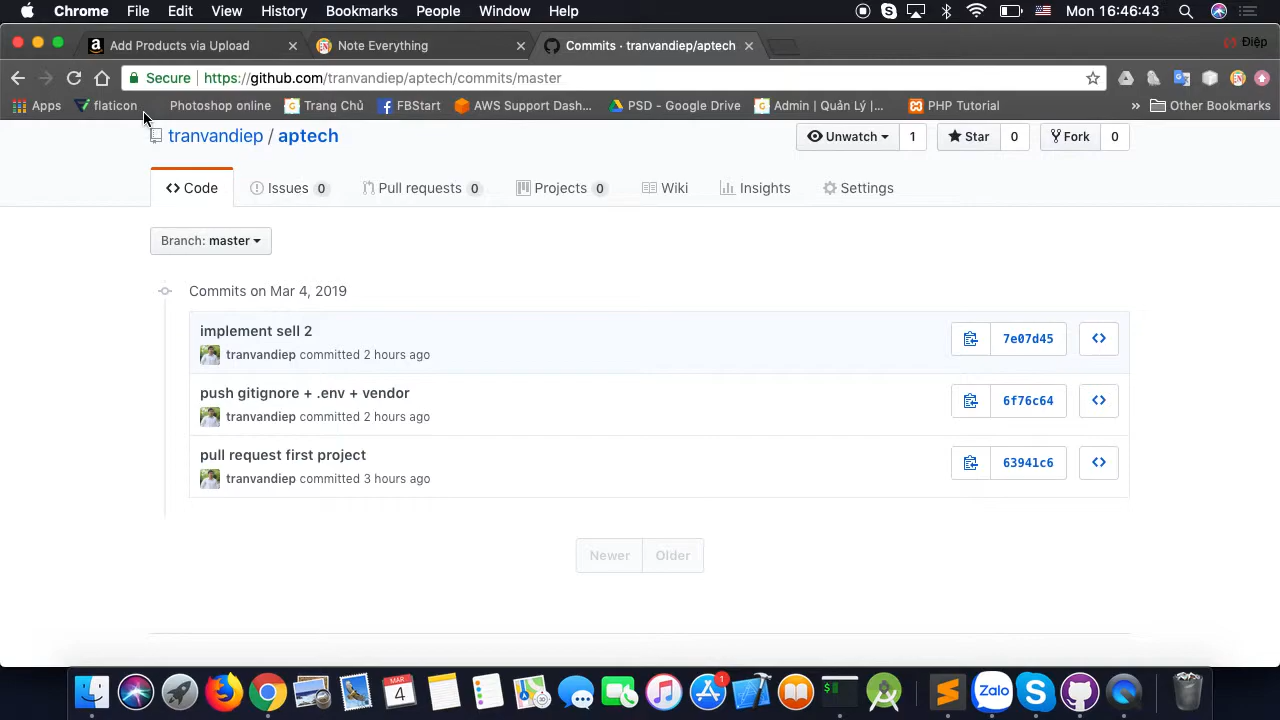 Chrome File Edit View History Bookmarks People Window Help Mon 16:46:43
Add Products via Upload Note Everything Commits · tranvandiep/aptech Điệp
Secure https://github.com/tranvandiep/aptech/commits/master
Apps flaticon Photoshop online Trang Chủ FBStart AWS Support Dash... PSD - Google Drive Admin | Quản Lý |... PHP Tutorial » Other Bookmarks
tranvandiep / aptech Unwatch 1 Star 0 Fork 0
Code Issues 0 Pull requests 0 Projects 0 Wiki Insights Settings
Branch: master
Commits on Mar 4, 2019
implement sell 2
tranvandiep committed 2 hours ago 7e07d45
push gitignore + .env + vendor
tranvandiep committed 2 hours ago 6f76c64
pull request first project
tranvandiep committed 3 hours ago 63941c6
Newer Older
MAR 4 1 $ Zalo